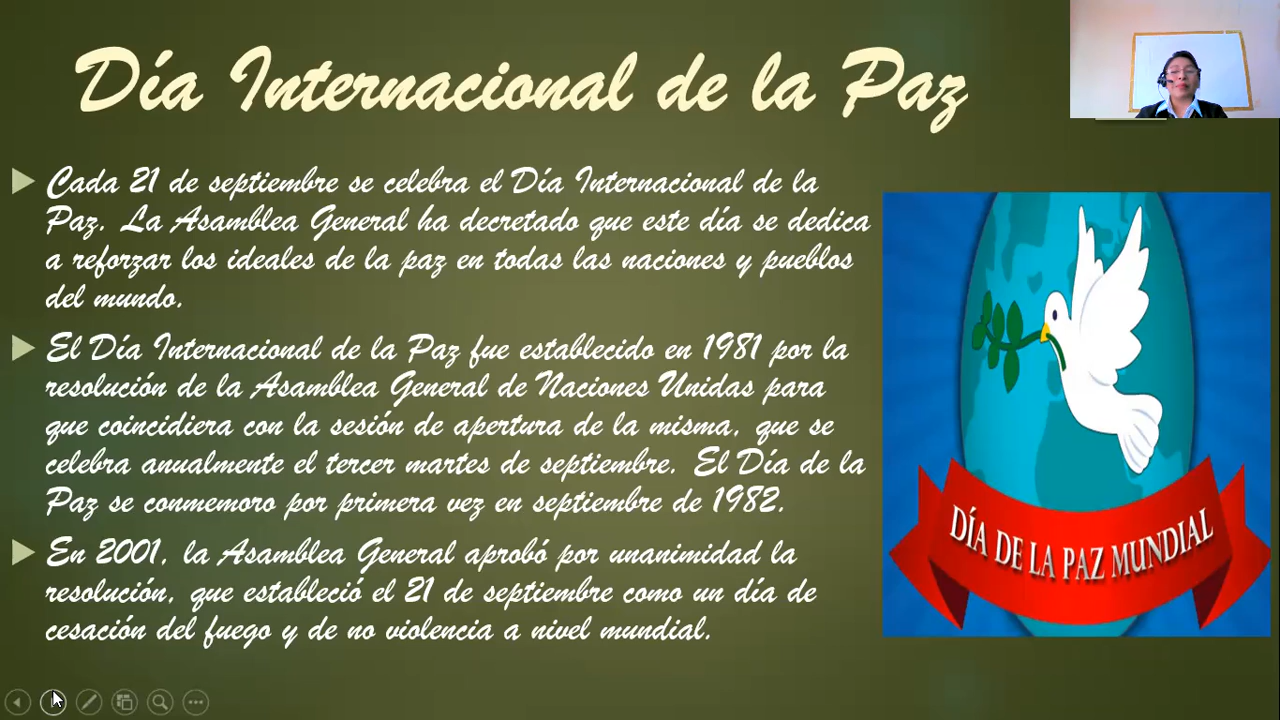 Día Internacional de la Paz
Cada 21 de septiembre se celebra el Día Internacional de la
Paz. La Asamblea General ha decretado que este día se dedica
a reforzar los ideales de la paz en todas las naciones y pueblos
del mundo.
El Día Internacional de la Paz fue establecido en 1981 por la
resolución de la Asamblea General de Naciones Unidas para
que coincidiera con la sesión de apertura de la misma, que se
celebra anualmente el tercer martes de septiembre. El Día de la
Paz se conmemoro por primera vez en septiembre de 1982.
En 2001, la Asamblea General aprobó por unanimidad la
resolución, que estableció el 21 de septiembre como un día de
cesación del fuego y de no violencia a nivel mundial.
DÍA DE LA PAZ MUNDIAL